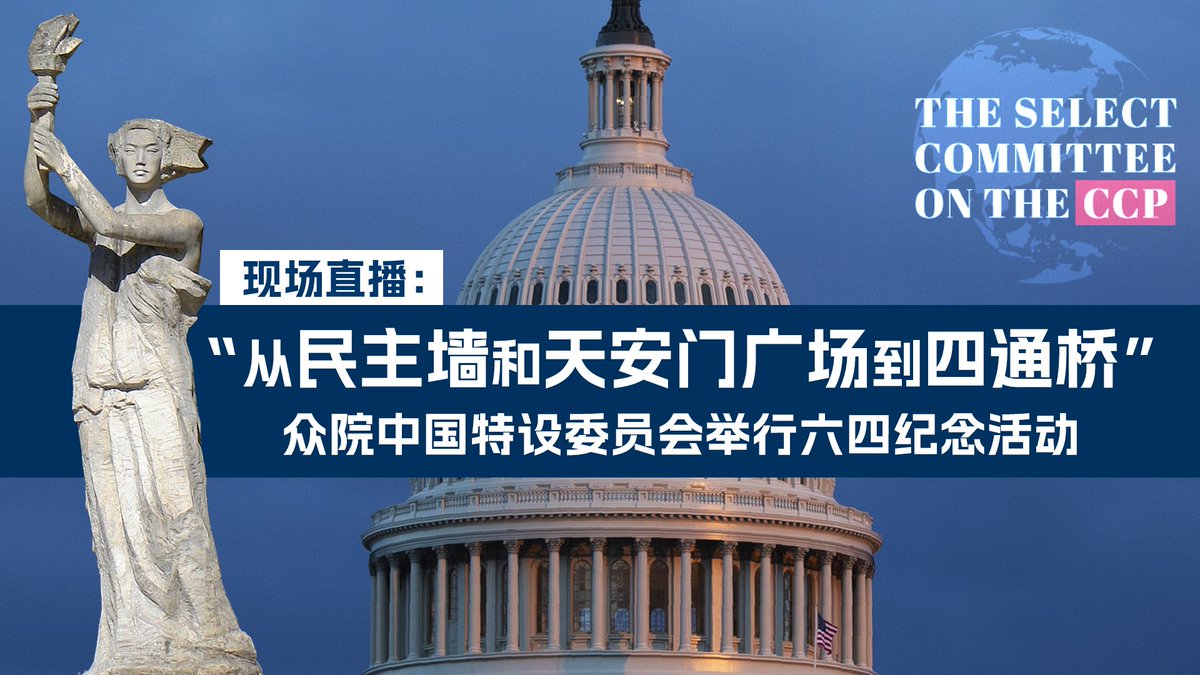 THE SELECT
COMMITTEE
ON THE CCP
现场直播：
“从民主墙和天安门广场到四通桥”
众院中国特设委员会举行六四纪念活动